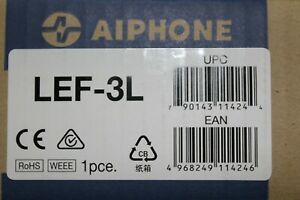 AIPHONE
LEF-3L
UPC
7 90143 11424 4
EAN
4 968249 114246
CE
RoHS WEEE 1pce.
CB
纸箱